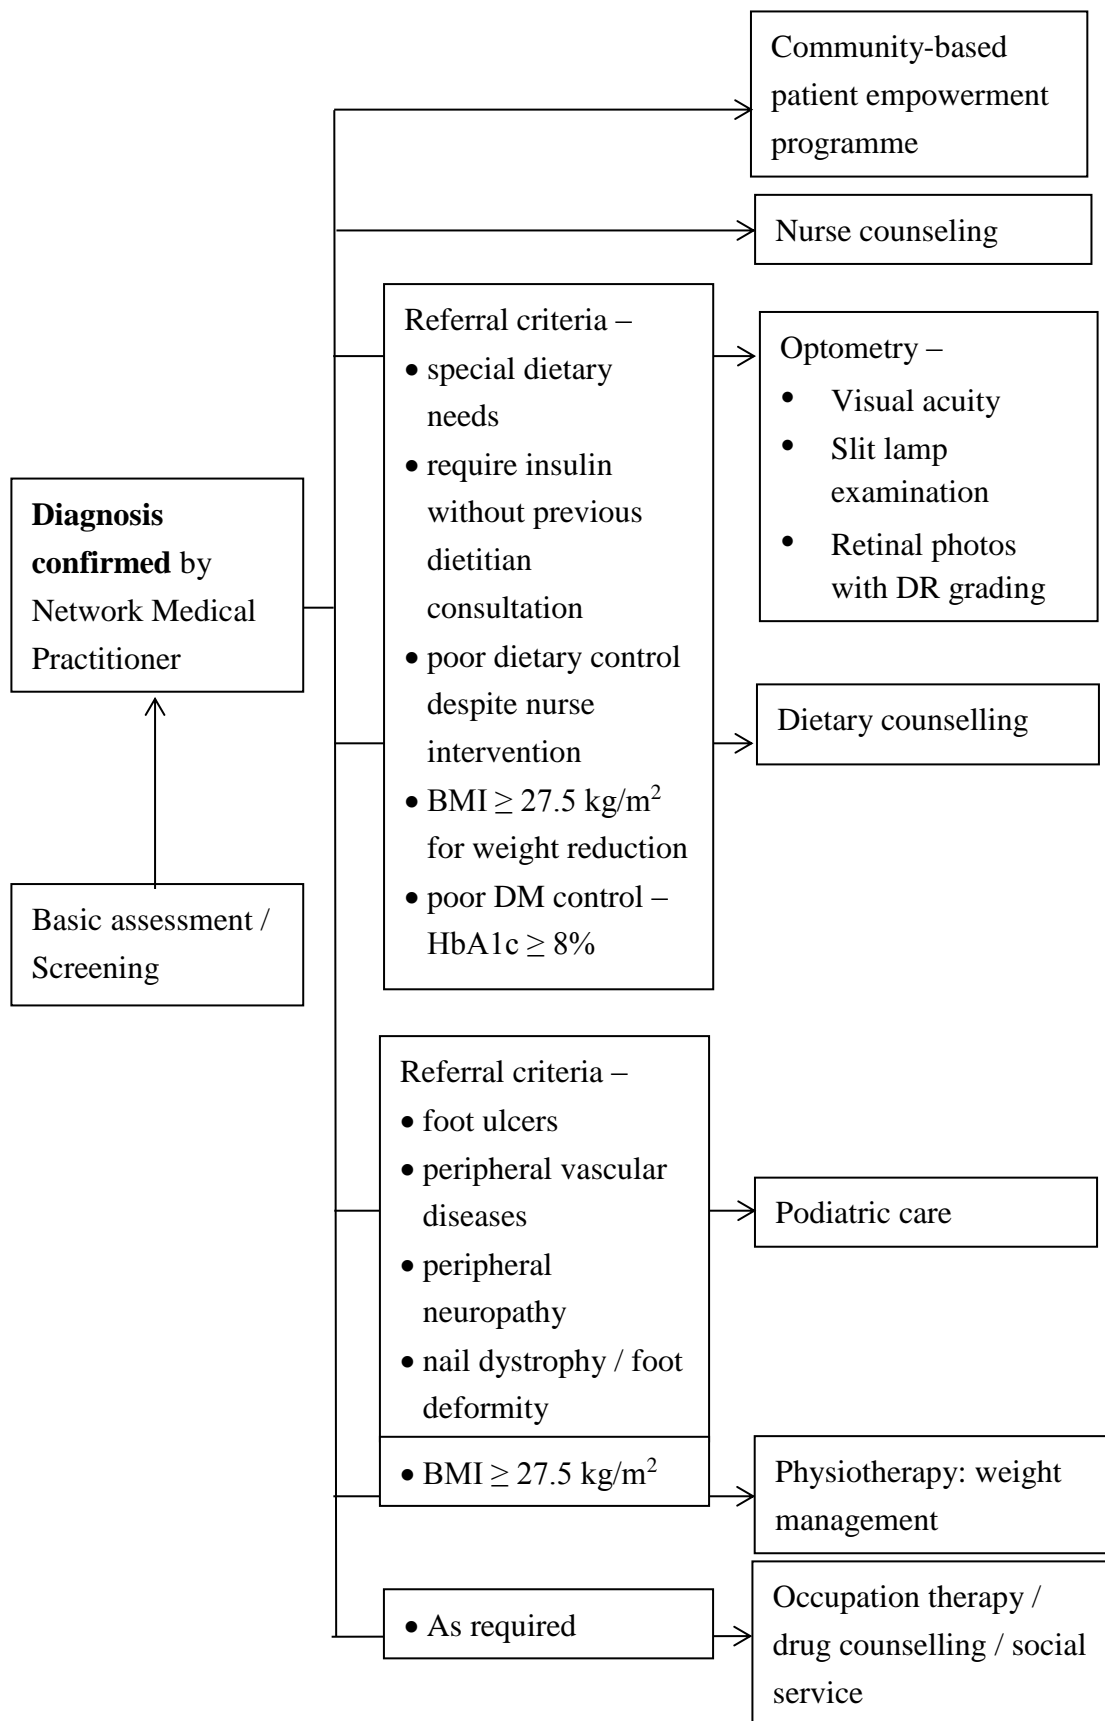 Community-based
patient empowerment
programme
Nurse counseling
Referral criteria –
• special dietary
needs
• require insulin
without previous
dietitian
consultation
• poor dietary control
despite nurse
intervention
• BMI ≥ 27.5 kg/m²
for weight reduction
• poor DM control –
HbA1c ≥ 8%
Optometry –
• Visual acuity
• Slit lamp
examination
• Retinal photos
with DR grading
Diagnosis
confirmed by
Network Medical
Practitioner
Dietary counselling
Basic assessment /
Screening
Referral criteria –
• foot ulcers
• peripheral vascular
diseases
• peripheral
neuropathy
• nail dystrophy / foot
deformity
Podiatric care
• BMI ≥ 27.5 kg/m²
Physiotherapy: weight
management
• As required
Occupation therapy /
drug counselling / social
service